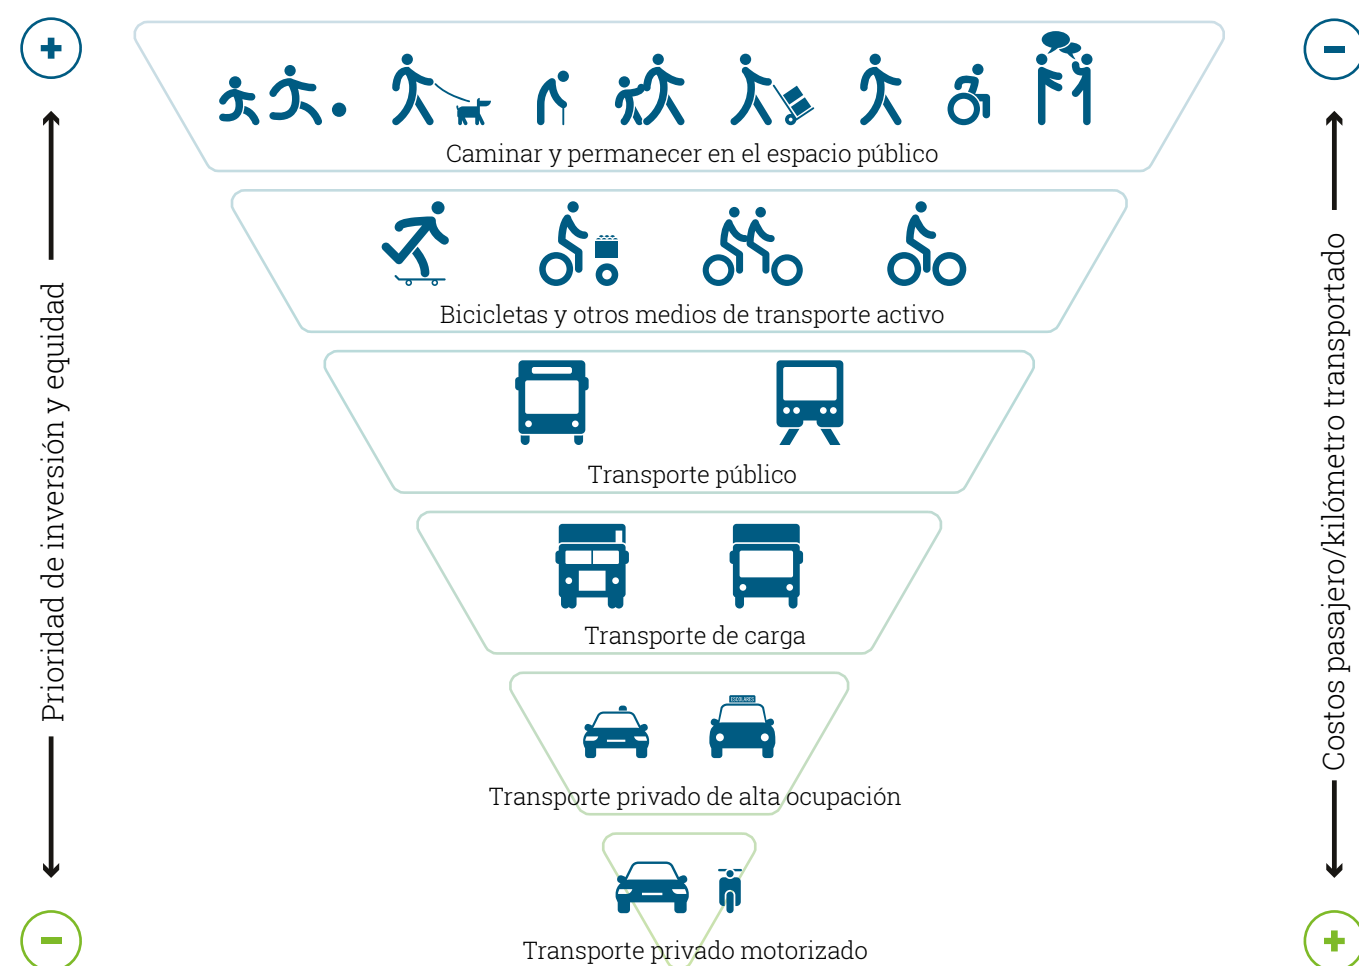 Caminar y permanecer en el espacio público
Bicicletas y otros medios de transporte activo
Transporte público
Transporte de carga
ESCOLARES
Transporte privado de alta ocupación
Transporte privado motorizado
Prioridad de inversión y equidad
Costos pasajero/kilómetro transportado